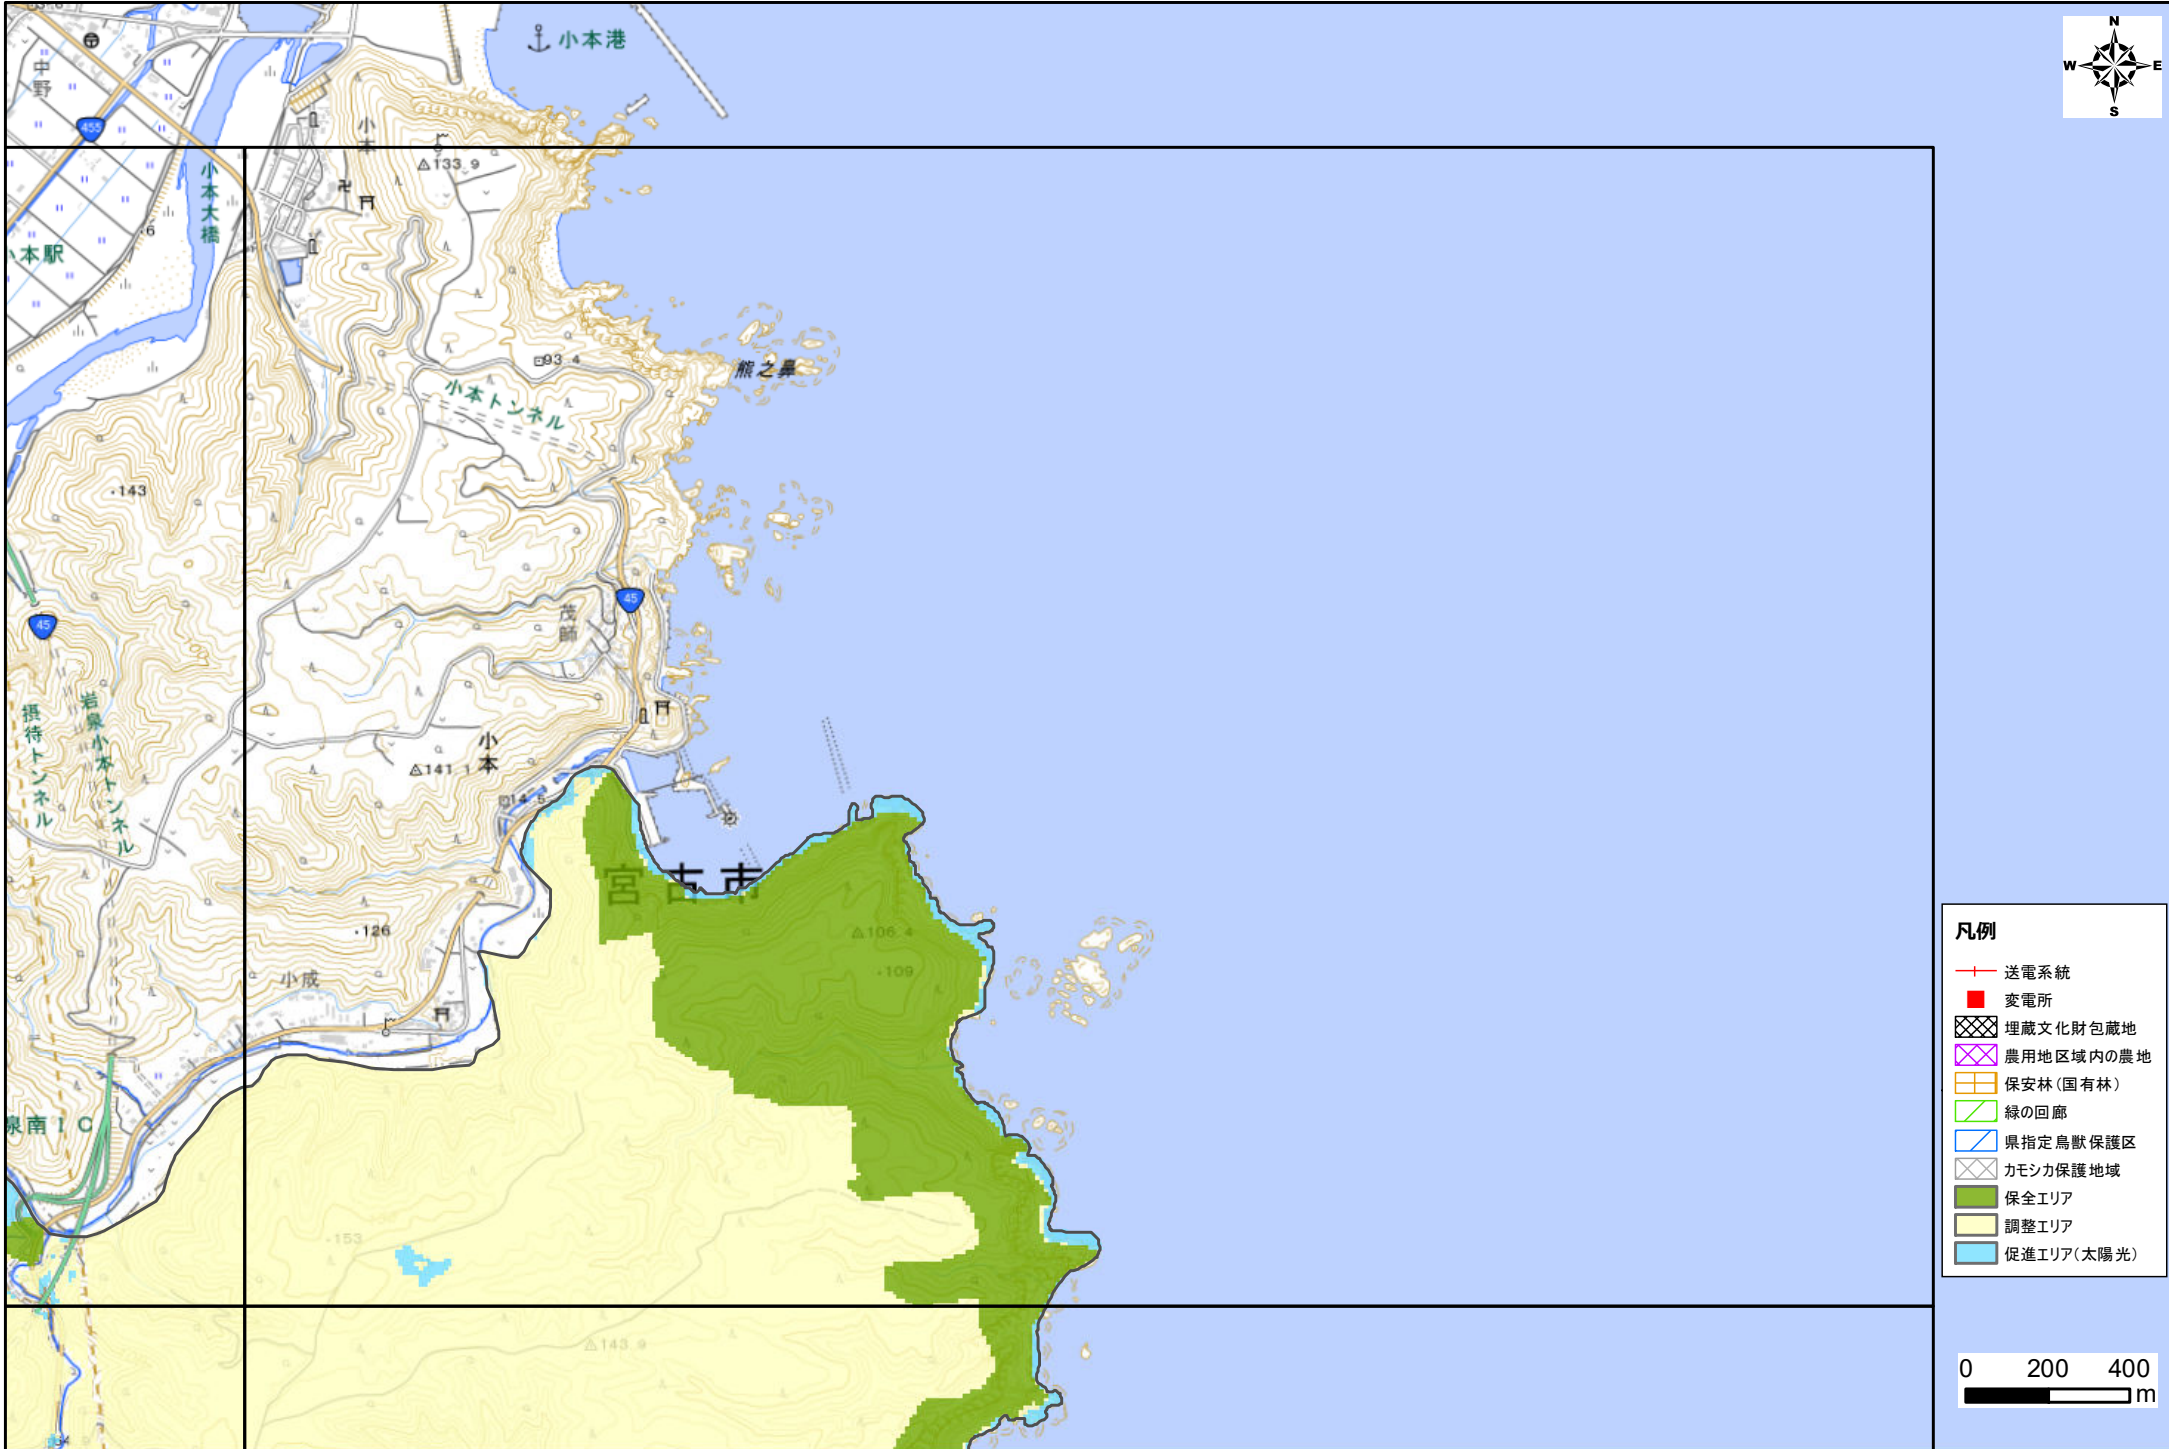 小本港
N
W
E
S
中野
455
小本
133.9
小本大橋
6
小本駅
93.4
熊之鼻
小本トンネル
143
45
茂師
45
摂待トンネル
岩泉小本トンネル
小本
141.1
14.5
宮古市
126
106.4
109
小成
泉南IC
153
143.9
凡例
送電系統
変電所
埋蔵文化財包蔵地
農用地区域内の農地
保安林(国有林)
緑の回廊
県指定鳥獣保護区
カモシカ保護地域
保全エリア
調整エリア
促進エリア(太陽光)
0 200 400
m